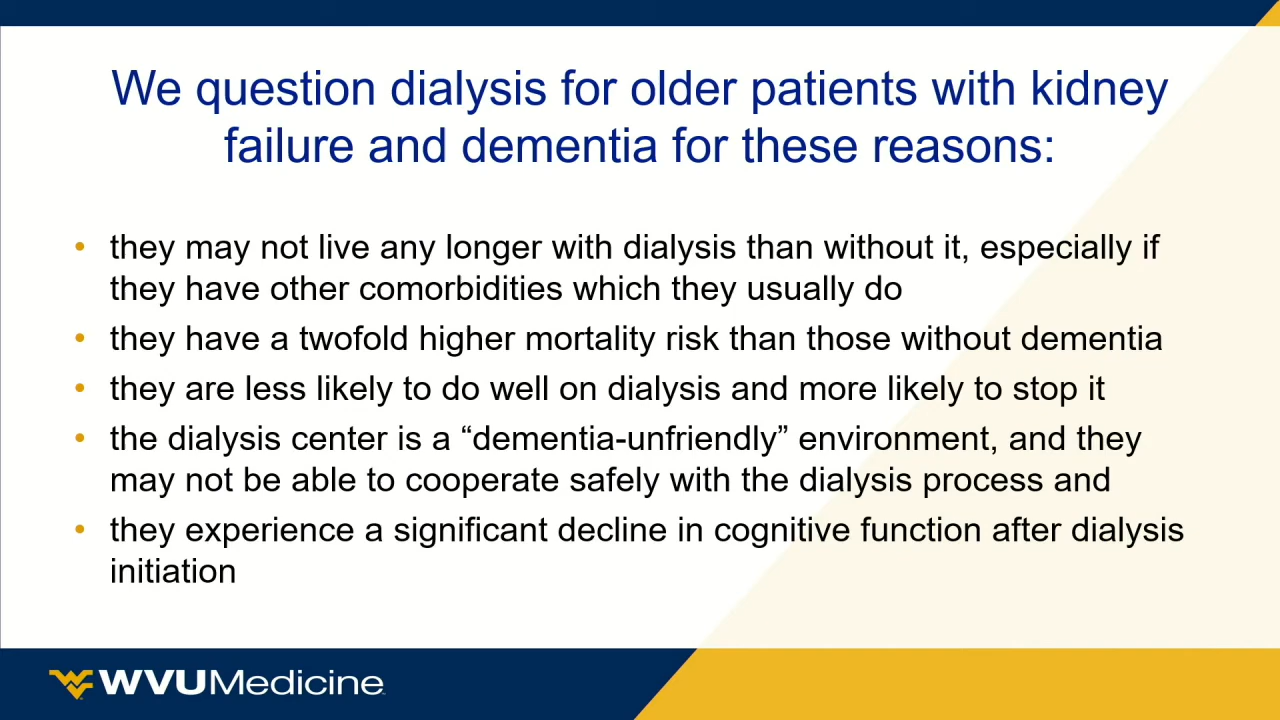 We question dialysis for older patients with kidney
failure and dementia for these reasons:
• they may not live any longer with dialysis than without it, especially if
they have other comorbidities which they usually do
• they have a twofold higher mortality risk than those without dementia
• they are less likely to do well on dialysis and more likely to stop it
• the dialysis center is a “dementia-unfriendly” environment, and they
may not be able to cooperate safely with the dialysis process and
• they experience a significant decline in cognitive function after dialysis
initiation
WVUMedicine